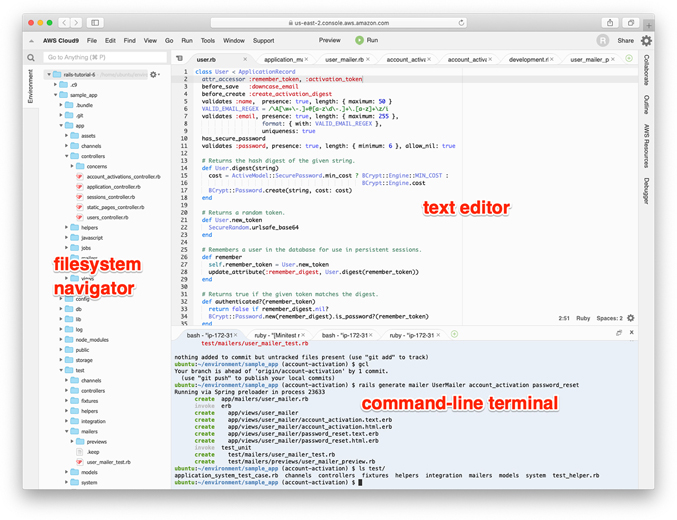 us-east-2.console.aws.amazon.com
AWS Cloud9 File Edit Find View Go Run Tools Window Support Preview Run R Share
Go to Anything (⌘ P)
user.rb application_m user_mailer.rb account_activa account_activa development.r user_mailer_p
Environment
rails-tutorial-6
.c9
sample_app
.bundle
.git
app
assets
channels
controllers
concerns
account_activations_controller.rb
application_controller.rb
sessions_controller.rb
static_pages_controller.rb
users_controller.rb
helpers
javascript
jobs
views
config
db
lib
log
node_modules
public
storage
test
channels
controllers
fixtures
helpers
integration
mailers
previews
.keep
user_mailer_test.rb
models
system
filesystem
navigator
1 class User < ApplicationRecord
2 attr_accessor :remember_token, :activation_token
3 before_save :downcase_email
4 before_create :create_activation_digest
5 validates :name, presence: true, length: { maximum: 50 }
6 VALID_EMAIL_REGEX = /\A[\w+\-.]+@[a-z\d\-.]+\.[a-z]+\z/i
7 validates :email, presence: true, length: { maximum: 255 },
8 format: { with: VALID_EMAIL_REGEX },
9 uniqueness: true
10 has_secure_password
11 validates :password, presence: true, length: { minimum: 6 }, allow_nil: true
12
13 # Returns the hash digest of the given string.
14 def User.digest(string)
15 cost = ActiveModel::SecurePassword.min_cost ? BCrypt::Engine::MIN_COST :
16 BCrypt::Engine.cost
17 BCrypt::Password.create(string, cost: cost)
18 end
19
20 # Returns a random token.
21 def User.new_token
22 SecureRandom.urlsafe_base64
23 end
24
25 # Remembers a user in the database for use in persistent sessions.
26 def remember
27 self.remember_token = User.new_token
28 update_attribute(:remember_digest, User.digest(remember_token))
29 end
30
31 # Returns true if the given token matches the digest.
32 def authenticated?(remember_token)
33 return false if remember_digest.nil?
34 BCrypt::Password.new(remember_digest).is_password?(remember_token)
35 end
text editor
2:51 Ruby Spaces: 2
Collaborate
Outline
AWS Resources
Debugger
bash - "ip-172-31 ruby - "[Minitest r bash - "ip-172-31 ruby - "ip-172-31
test/mailers/user_mailer_test.rb
nothing added to commit but untracked files present (use "git add" to track)
ubuntu:~/environment/sample_app (account-activation) $ gcl
Your branch is ahead of 'origin/account-activation' by 1 commit.
(use "git push" to publish your local commits)
ubuntu:~/environment/sample_app (account-activation) $ rails generate mailer UserMailer account_activation password_reset
Running via Spring preloader in process 23633
create app/mailers/user_mailer.rb
invoke erb
create app/views/user_mailer
create app/views/user_mailer/account_activation.text.erb
create app/views/user_mailer/account_activation.html.erb
create app/views/user_mailer/password_reset.text.erb
create app/views/user_mailer/password_reset.html.erb
invoke test_unit
create test/mailers/user_mailer_test.rb
create test/mailers/previews/user_mailer_preview.rb
ubuntu:~/environment/sample_app (account-activation) $ ls test/
application_system_test_case.rb channels controllers fixtures helpers integration mailers models system test_helper.rb
ubuntu:~/environment/sample_app (account-activation) $
command-line terminal